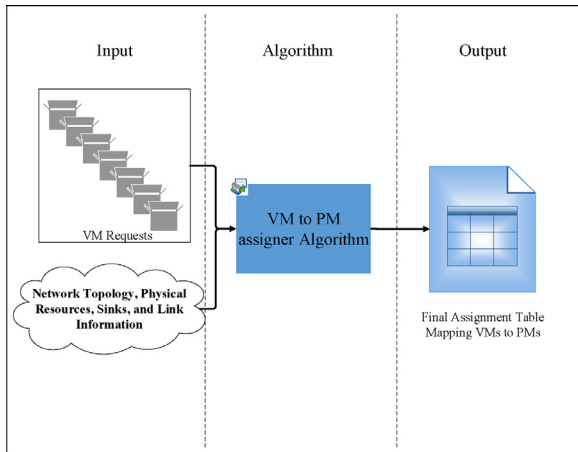 Input
Algorithm
Output
VM Requests
Network Topology, Physical
Resources, Sinks, and Link
Information
VM to PM
assigner Algorithm
Final Assignment Table
Mapping VMs to PMs